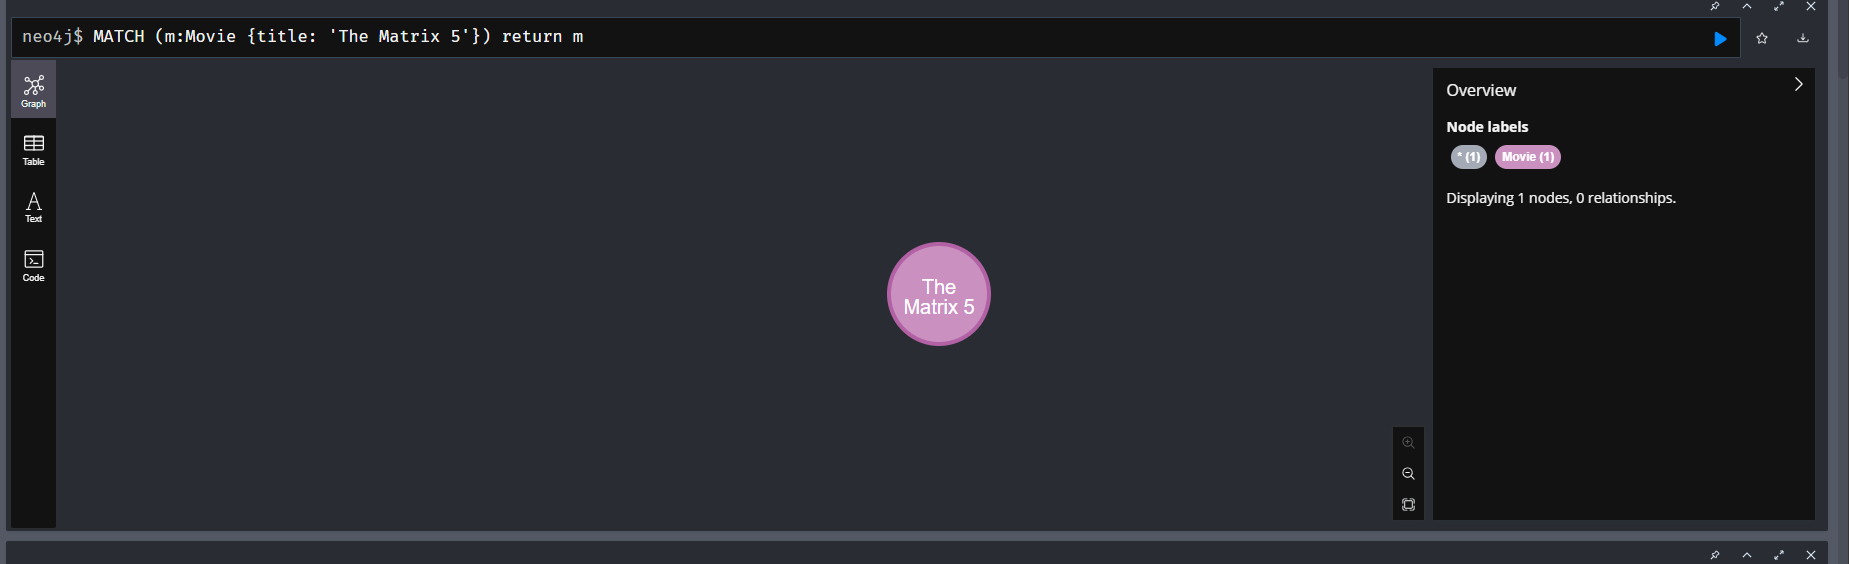 neo4j$ MATCH (m:Movie {title: 'The Matrix 5'}) return m
Graph
Table
Text
Code
The
Matrix 5
Overview
Node labels
* (1) Movie (1)
Displaying 1 nodes, 0 relationships.